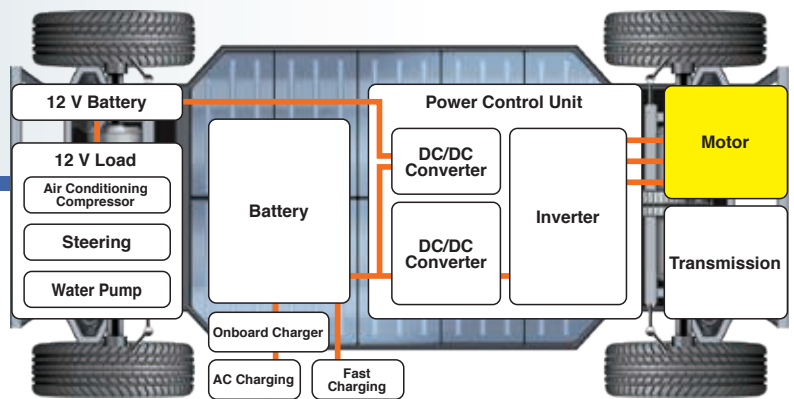 12 V Battery
12 V Load
Air Conditioning
Compressor
Steering
Water Pump
Battery
Onboard Charger
AC Charging
Fast
Charging
Power Control Unit
DC/DC
Converter
DC/DC
Converter
Inverter
Motor
Transmission